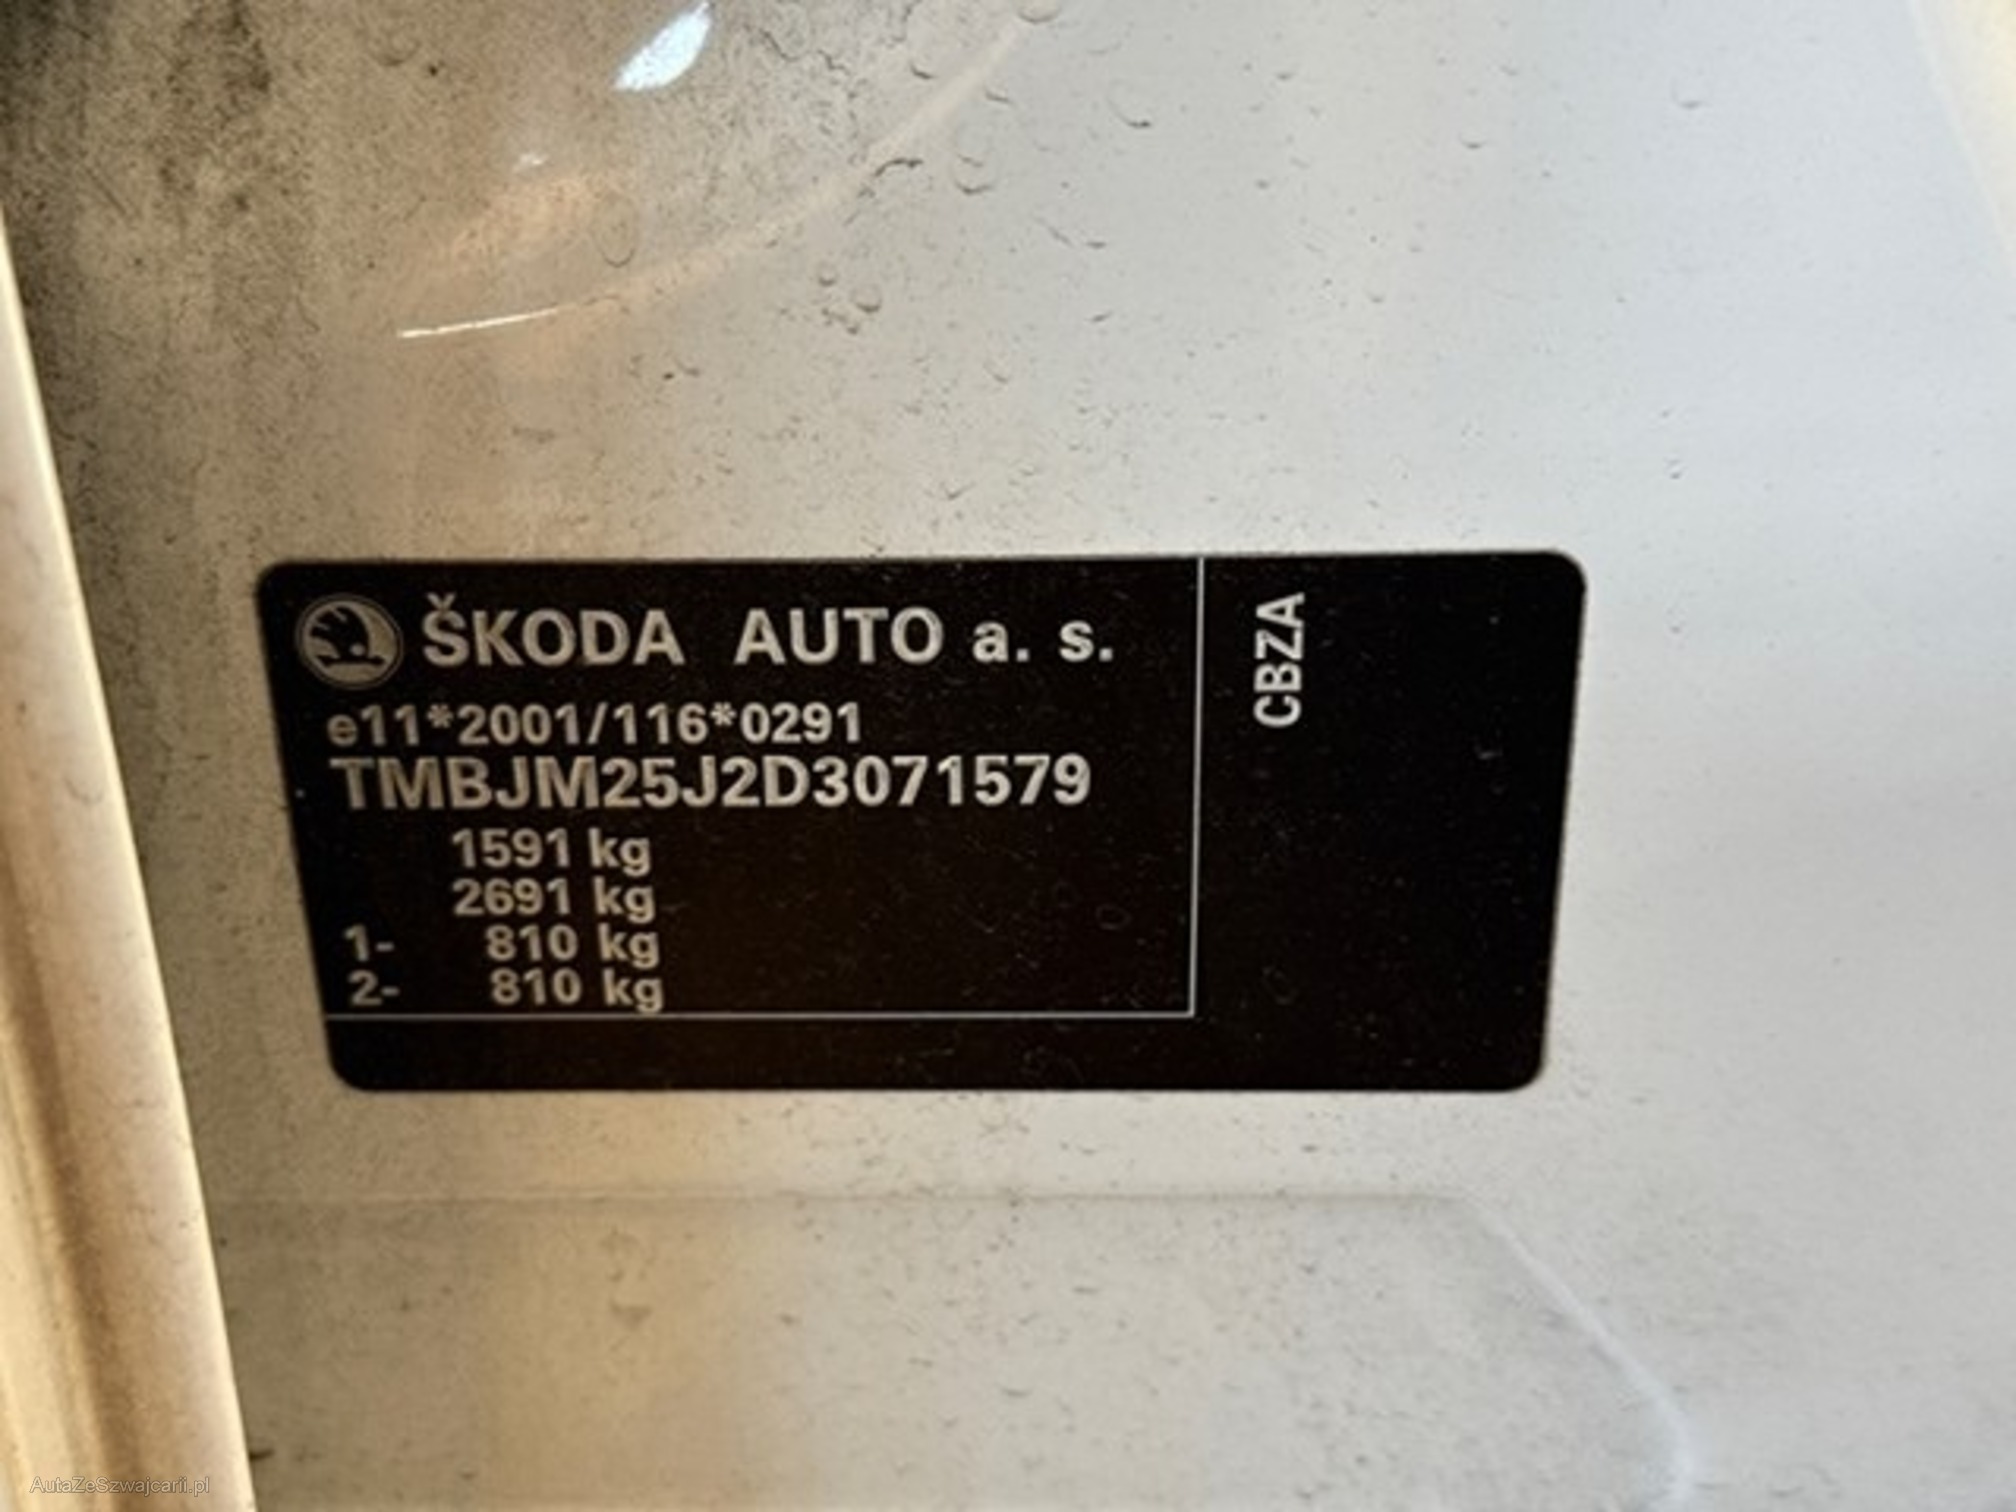 ŠKODA AUTO a. s.
e11*2001/116*0291
TMBJM25J2D3071579
1591 kg
2691 kg
1- 810 kg
2- 810 kg
CBZA
AutaZeSzwajcarii.pl